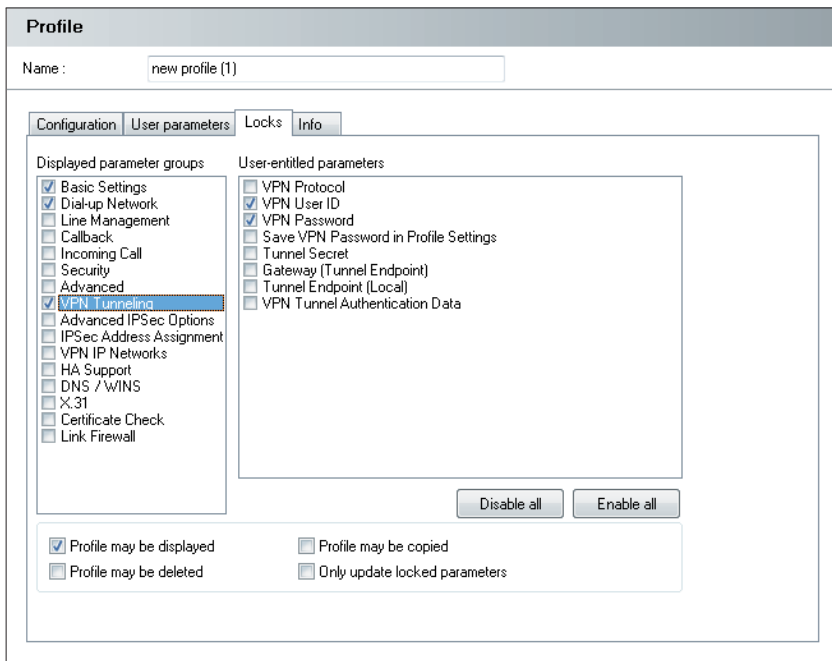 Profile
Name :
new profile (1)
Configuration
User parameters
Locks
Info
Displayed parameter groups
Basic Settings
Dial-up Network
Line Management
Callback
Incoming Call
Security
Advanced
VPN Tunneling
Advanced IPSec Options
IPSec Address Assignment
VPN IP Networks
HA Support
DNS / WINS
X.31
Certificate Check
Link Firewall
User-entitled parameters
VPN Protocol
VPN User ID
VPN Password
Save VPN Password in Profile Settings
Tunnel Secret
Gateway (Tunnel Endpoint)
Tunnel Endpoint (Local)
VPN Tunnel Authentication Data
Disable all
Enable all
Profile may be displayed
Profile may be copied
Profile may be deleted
Only update locked parameters